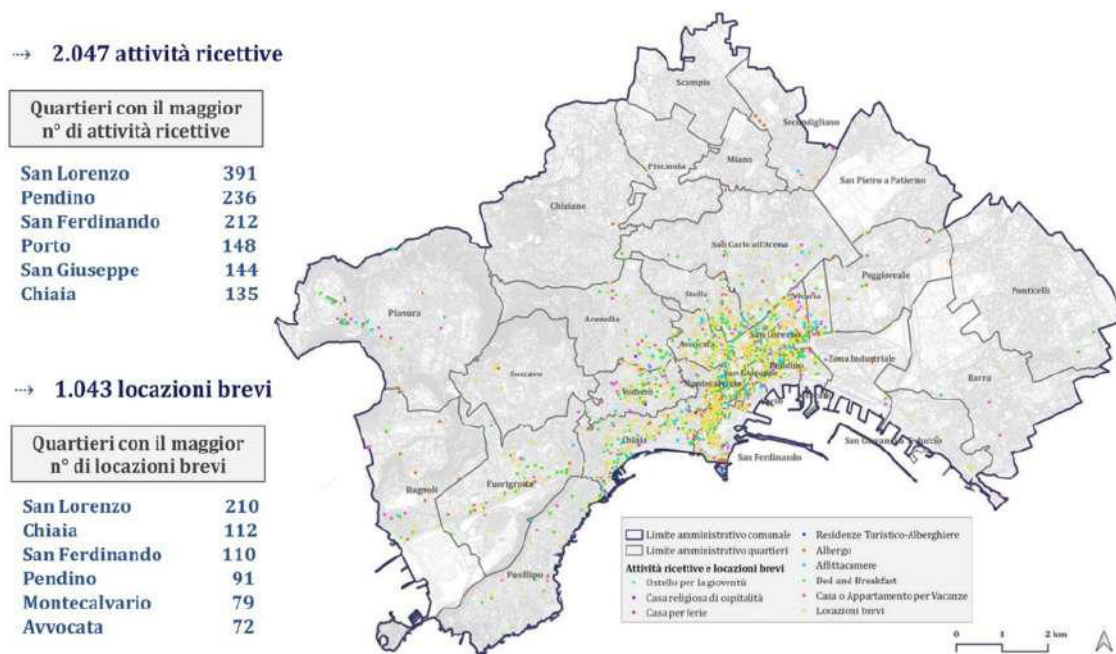 ⇢ 2.047 attività ricettive
Quartieri con il maggior
n° di attività ricettive
San Lorenzo 391
Pendino 236
San Ferdinando 212
Porto 148
San Giuseppe 144
Chiaia 135
⇢ 1.043 locazioni brevi
Quartieri con il maggior
n° di locazioni brevi
San Lorenzo 210
Chiaia 112
San Ferdinando 110
Pendino 91
Montecalvario 79
Avvocata 72
Scampia
Secondigliano
Piscinola
Miano
San Pietro a Patierno
Chiaiano
San Carlo all'Arena
Poggioreale
Ponticelli
Stella
Vicaria
Pianura
Arenella
San Lorenzo
Avvocata
Zona Industriale
Soccavo
San Giuseppe
Pendino
Barra
Vomero
Montecalvario
Porto
Chiaia
San Giovanni a Teduccio
San Ferdinando
Bagnoli
Fuorigrotta
Posillipo
Limite amministrativo comunale
Limite amministrativo quartieri
Attività ricettive e locazioni brevi
Ostello per la gioventù
Casa religiosa di ospitalità
Casa per ferie
Residenze Turistico-Alberghiere
Albergo
Affittacamere
Bed and Breakfast
Casa o Appartamento per Vacanze
Locazioni brevi
0 1 2 km